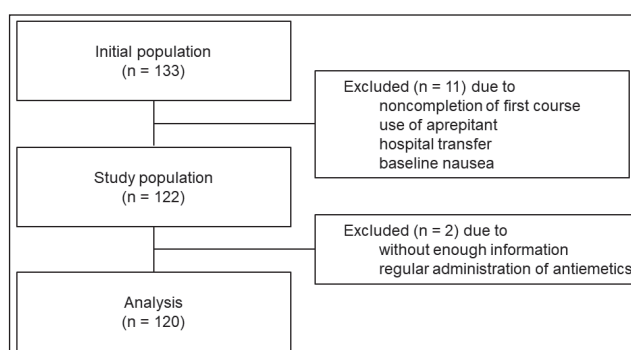 Initial population
(n = 133)
Excluded (n = 11) due to
noncompletion of first course
use of aprepitant
hospital transfer
baseline nausea
Study population
(n = 122)
Excluded (n = 2) due to
without enough information
regular administration of antiemetics
Analysis
(n = 120)